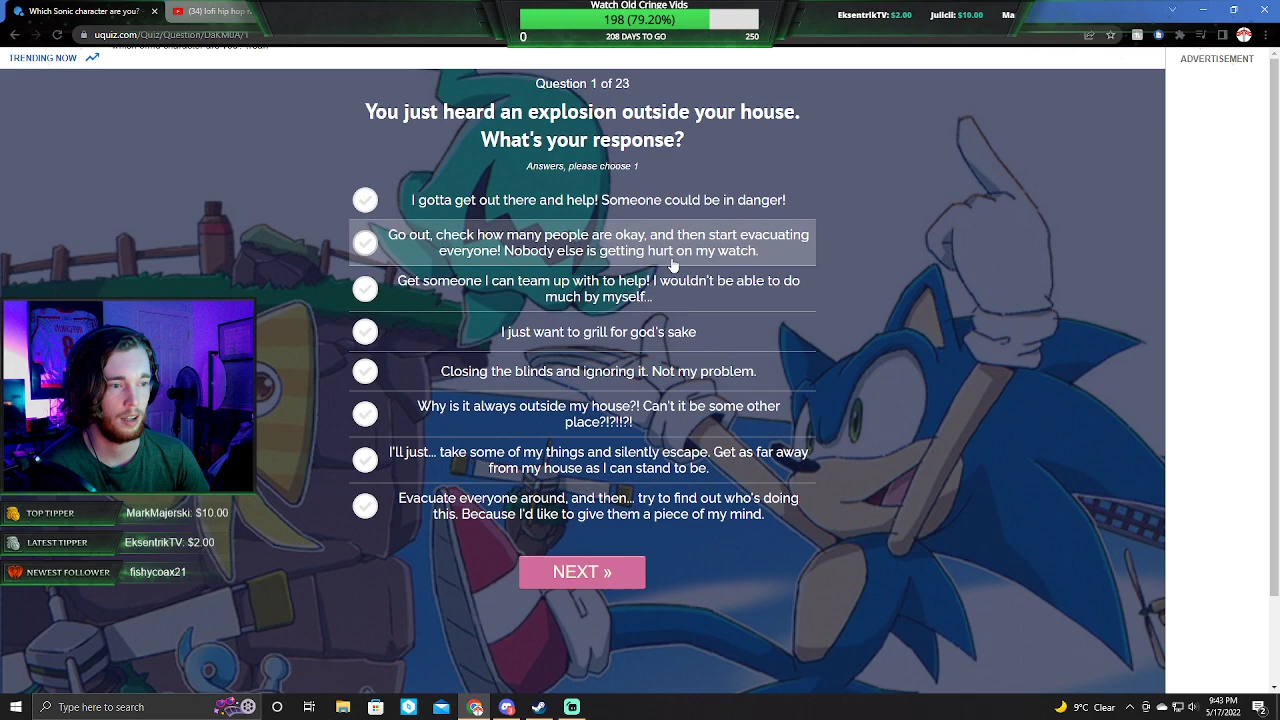 Which Sonic character are you?
(34) lofi hip hop r
uquiz.com/Quiz/Question/D8KM0A
Watch Old Cringe Vids
198 (79.20%)
0
208 DAYS TO GO
250
EksentrikTV: $2.00
Juilcii: $10.00
Ma
TRENDING NOW
ADVERTISEMENT
Question 1 of 23
You just heard an explosion outside your house.
What's your response?
Answers, please choose 1
I gotta get out there and help! Someone could be in danger!
Go out, check how many people are okay, and then start evacuating
everyone! Nobody else is getting hurt on my watch.
Get someone I can team up with to help! I wouldn't be able to do
much by myself...
I just want to grill for god's sake
Closing the blinds and ignoring it. Not my problem.
Why is it always outside my house?! Can't it be some other
place?!?!!?!
I'll just... take some of my things and silently escape. Get as far away
from my house as I can stand to be.
Evacuate everyone around, and then... try to find out who's doing
this. Because I'd like to give them a piece of my mind.
NEXT »
TOP TIPPER
MarkMajerski: $10.00
LATEST TIPPER
EksentrikTV: $2.00
NEWEST FOLLOWER
fishycoax21
Type here to search
9°C Clear
9:43 PM
5/17/2022